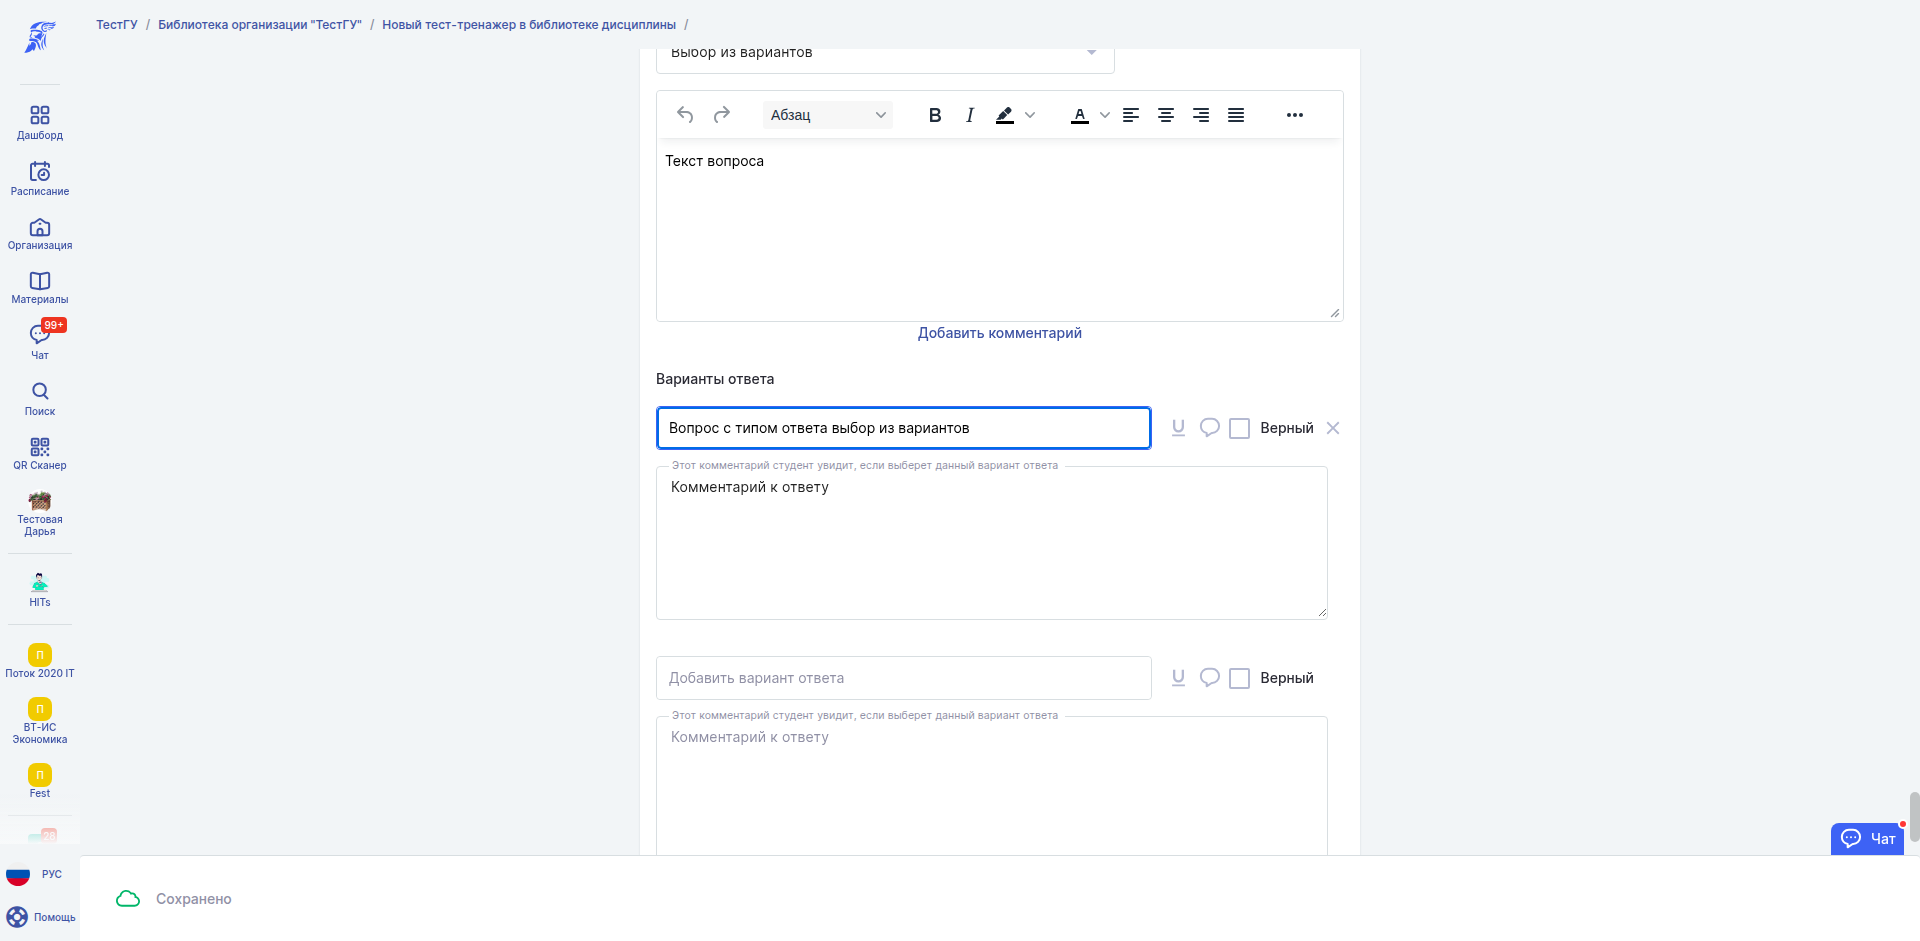 ТестГУ / Библиотека организации "ТестГУ" / Новый тест-тренажер в библиотеке дисциплины /
Дашборд
Расписание
Организация
Материалы
99+
Чат
Поиск
QR Сканер
Тестовая
Дарья
HITs
П
Поток 2020 IT
П
ВТ-ИС
Экономика
П
Fest
28
РУС
Помощь
Выбор из вариантов
Абзац
B I A
Текст вопроса
Добавить комментарий
Варианты ответа
Вопрос с типом ответа выбор из вариантов U Верный
Этот комментарий студент увидит, если выберет данный вариант ответа
Комментарий к ответу
Добавить вариант ответа U Верный
Этот комментарий студент увидит, если выберет данный вариант ответа
Комментарий к ответу
Чат
Сохранено